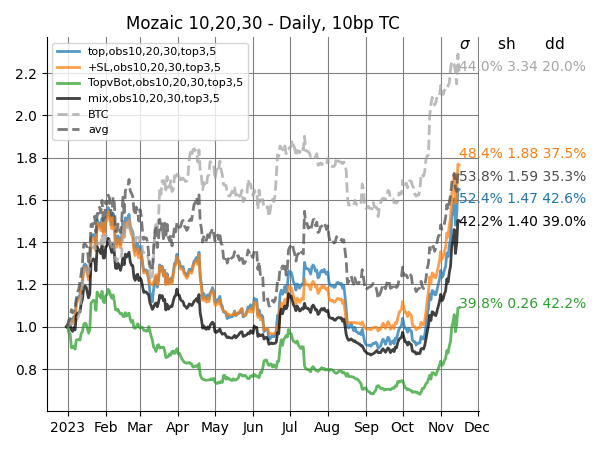 Mozaic 10,20,30 - Daily, 10bp TC
σ sh dd
top,obs10,20,30,top3,5
+SL,obs10,20,30,top3,5
TopvBot,obs10,20,30,top3,5
mix,obs10,20,30,top3,5
BTC
avg
44.0% 3.34 20.0%
48.4% 1.88 37.5%
53.8% 1.59 35.3%
52.4% 1.47 42.6%
42.2% 1.40 39.0%
39.8% 0.26 42.2%
2.2
2.0
1.8
1.6
1.4
1.2
1.0
0.8
2023 Feb Mar Apr May Jun Jul Aug Sep Oct Nov Dec